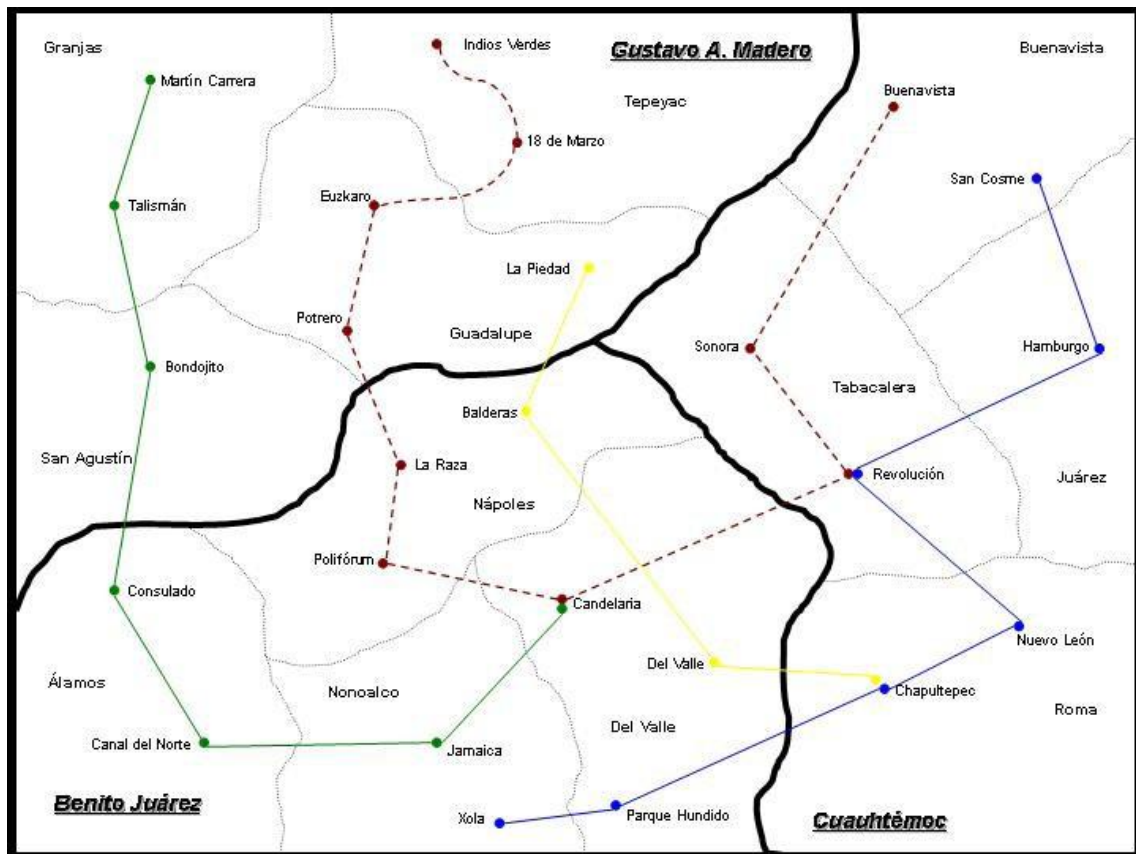 Granjas
Indios Verdes
Gustavo A. Madero
Buenavista
Martín Carrera
Tepeyac
Buenavista
18 de Marzo
San Cosme
Talismán
Euzkaro
La Piedad
Potrero
Guadalupe
Sonora
Hamburgo
Bondojito
Tabacalera
Balderas
San Agustín
La Raza
Revolución
Juárez
Nápoles
Polifórum
Consulado
Candelaria
Nuevo León
Álamos
Nonoalco
Del Valle
Chapultepec
Roma
Canal del Norte
Jamaica
Del Valle
Benito Juárez
Xola
Parque Hundido
Cuauhtémoc